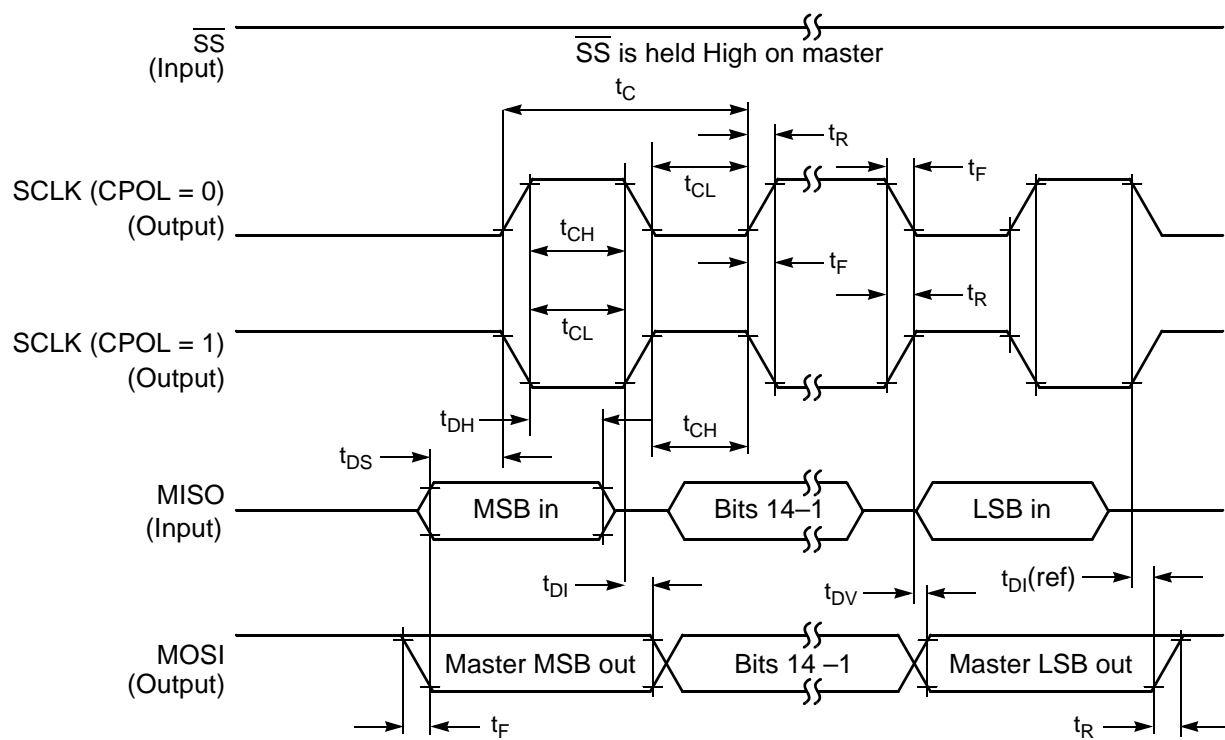 SS
(Input)
SS is held High on master
tC
tR
tF
SCLK (CPOL = 0)
(Output)
tCL
tCH
tF
tR
tCL
SCLK (CPOL = 1)
(Output)
tDH
tCH
tDS
MISO
(Input)
MSB in
Bits 14–1
LSB in
tDI
tDV
tDI(ref)
MOSI
(Output)
Master MSB out
Bits 14 –1
Master LSB out
tF
tR